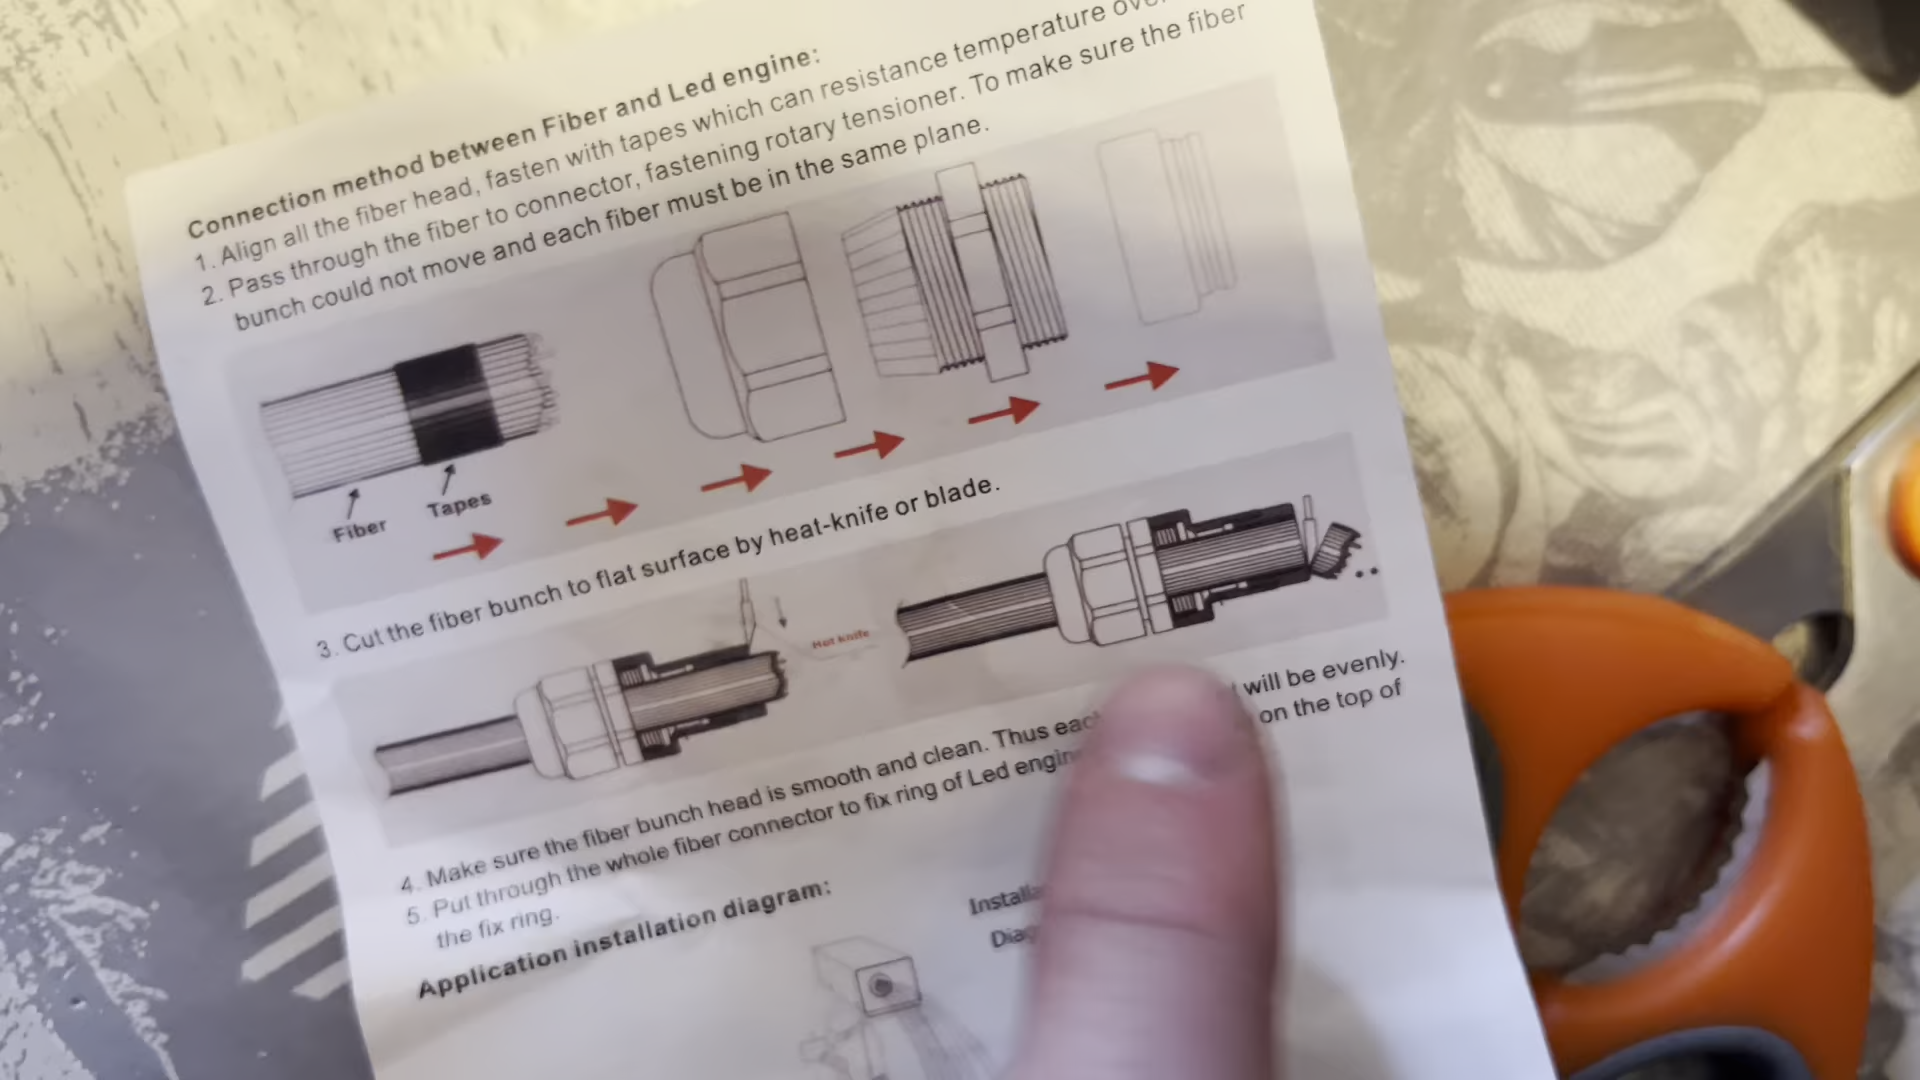 Connection method between Fiber and Led engine:
1. Align all the fiber head, fasten with tapes which can resistance temperature
2. Pass through the fiber to connector, fastening rotary tensioner. To make sure the fiber
bunch could not move and each fiber must be in the same plane.
Fiber
Tapes
3. Cut the fiber bunch to flat surface by heat-knife or blade.
Hot knife
4. Make sure the fiber bunch head is smooth and clean. Thus will be evenly.
5. Put through the whole fiber connector to fix ring of Led on the top of
the fix ring.
Application installation diagram: